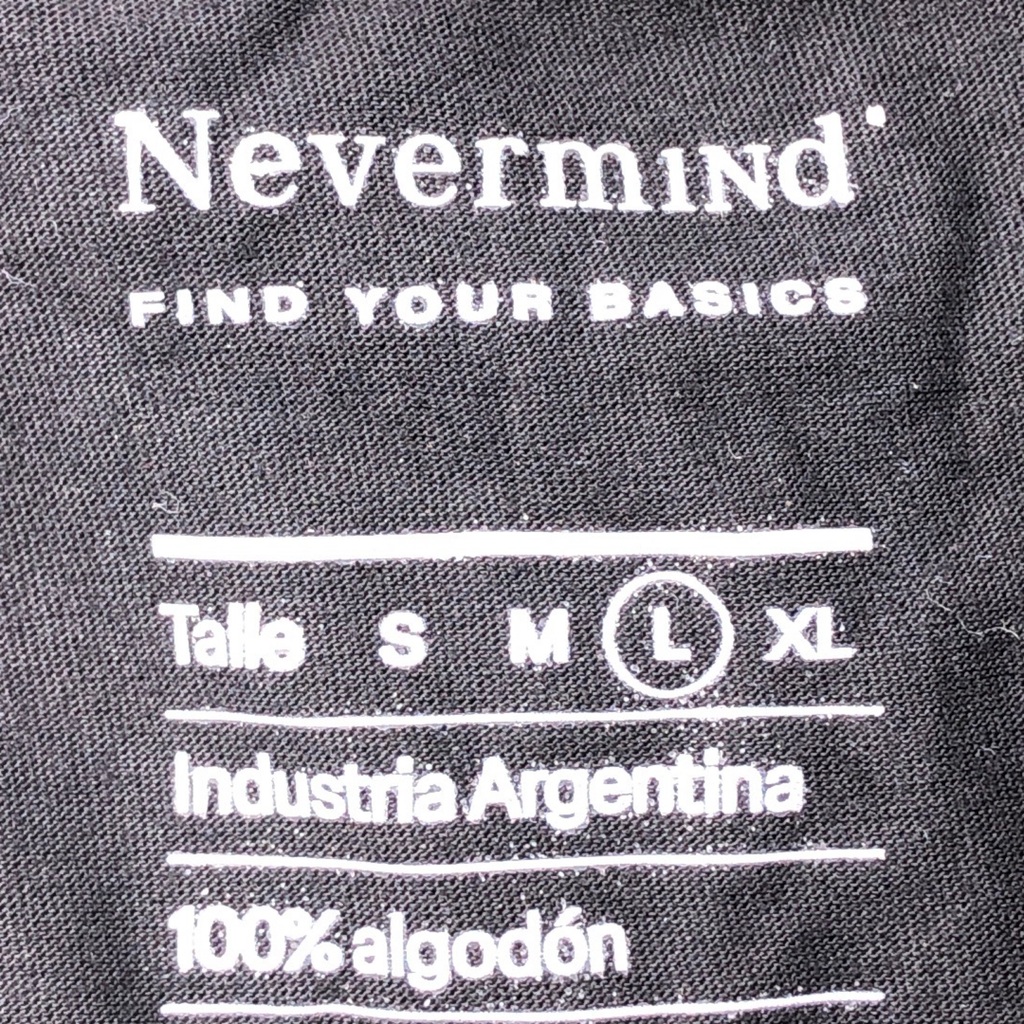 Nevermind
FIND YOUR BASICS
Talle S M L XL
Industria Argentina
100% algodón